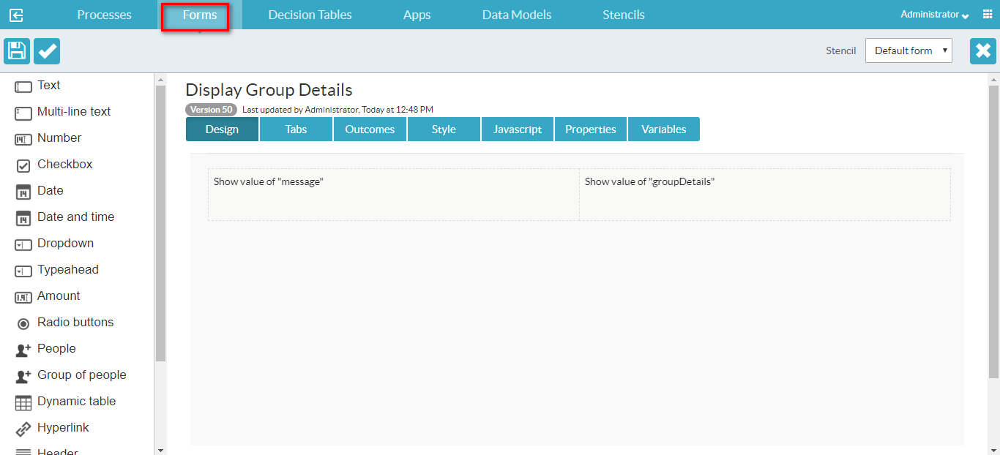 Processes Forms Decision Tables Apps Data Models Stencils Administrator
Stencil Default form
Text
Multi-line text
Number
Checkbox
Date
Date and time
Dropdown
Typeahead
Amount
Radio buttons
People
Group of people
Dynamic table
Hyperlink
Header
Display Group Details
Version 50 Last updated by Administrator, Today at 12:48 PM
Design Tabs Outcomes Style Javascript Properties Variables
Show value of "message" Show value of "groupDetails"